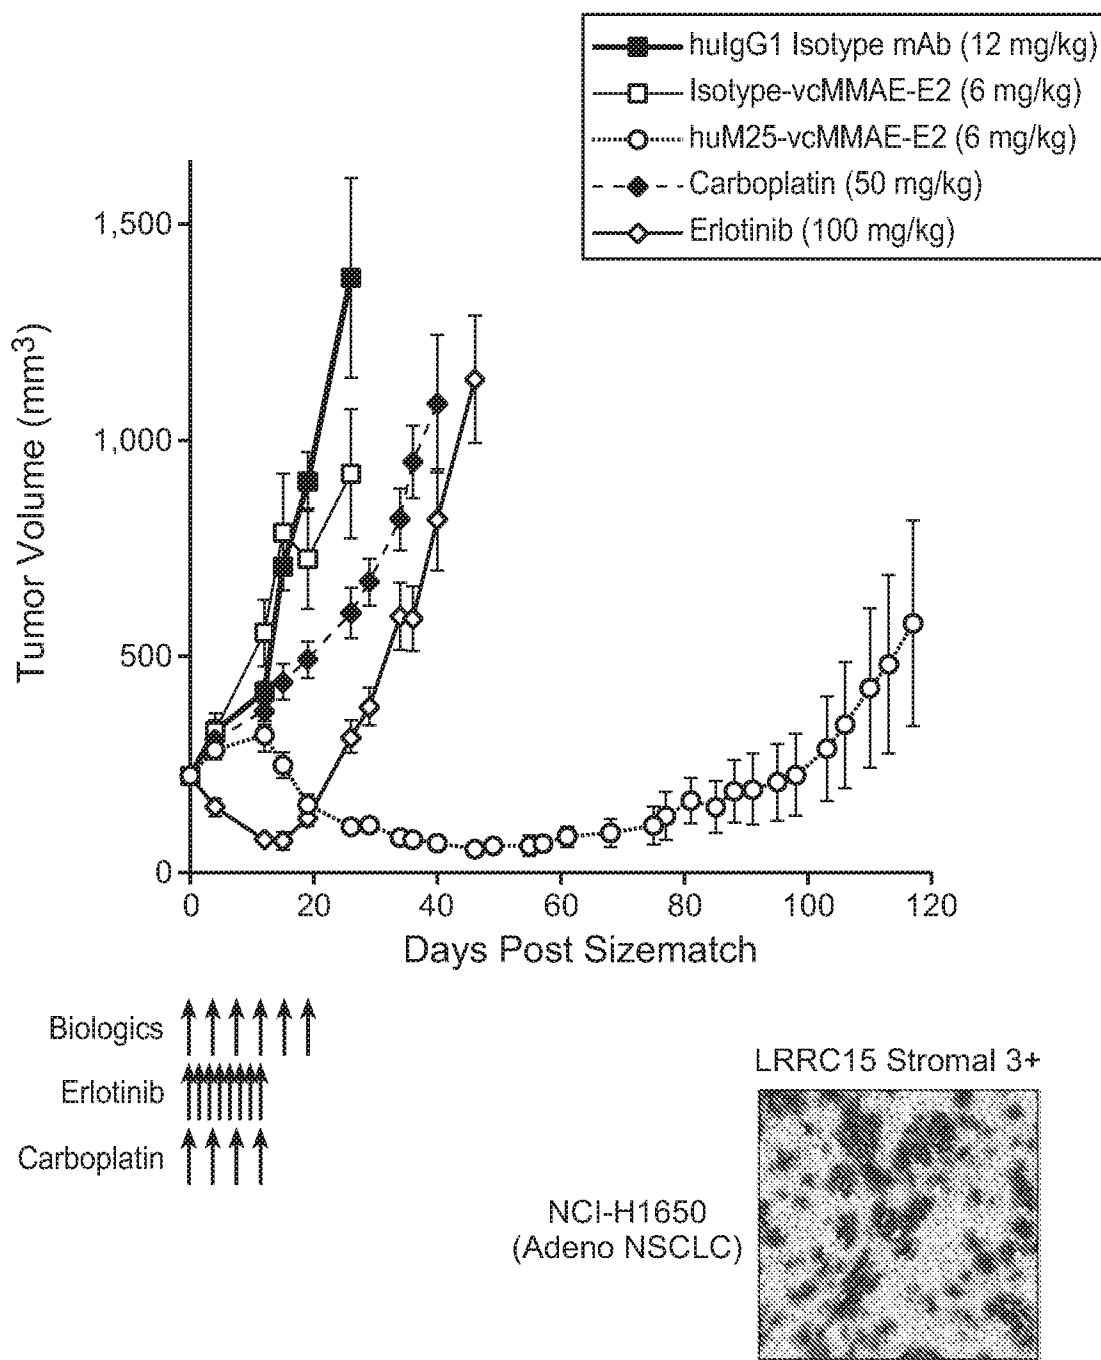 huIgG1 Isotype mAb (12 mg/kg)
Isotype-vcMMAE-E2 (6 mg/kg)
huM25-vcMMAE-E2 (6 mg/kg)
Carboplatin (50 mg/kg)
Erlotinib (100 mg/kg)
Tumor Volume (mm³)
1,500
1,000
500
0
0 20 40 60 80 100 120
Days Post Sizematch
Biologics
Erlotinib
Carboplatin
LRRC15 Stromal 3+
NCI-H1650
(Adeno NSCLC)